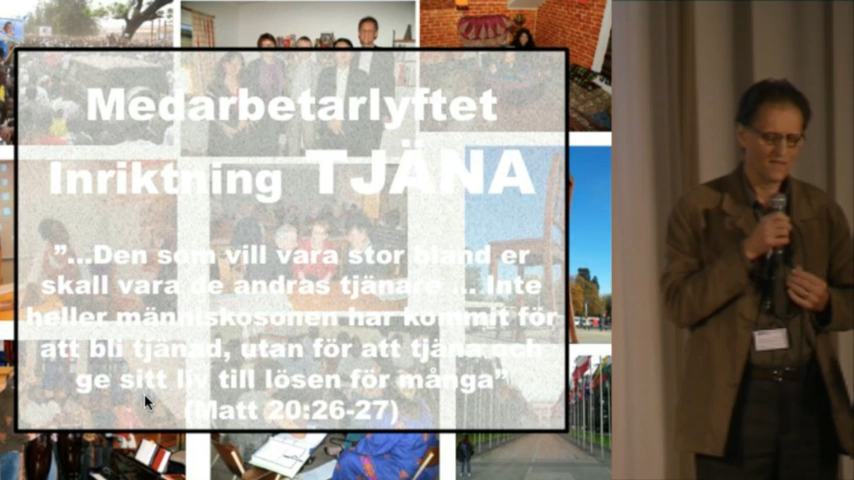 Medarbetarlyftet
Inriktning TJÄNA
”...Den som vill vara stor bland er
skall vara de andras tjänare ... Inte
heller människosonen har kommit för
att bli tjänad, utan för att tjäna och
ge sitt liv till lösen för många”
(Matt 20:26-27)